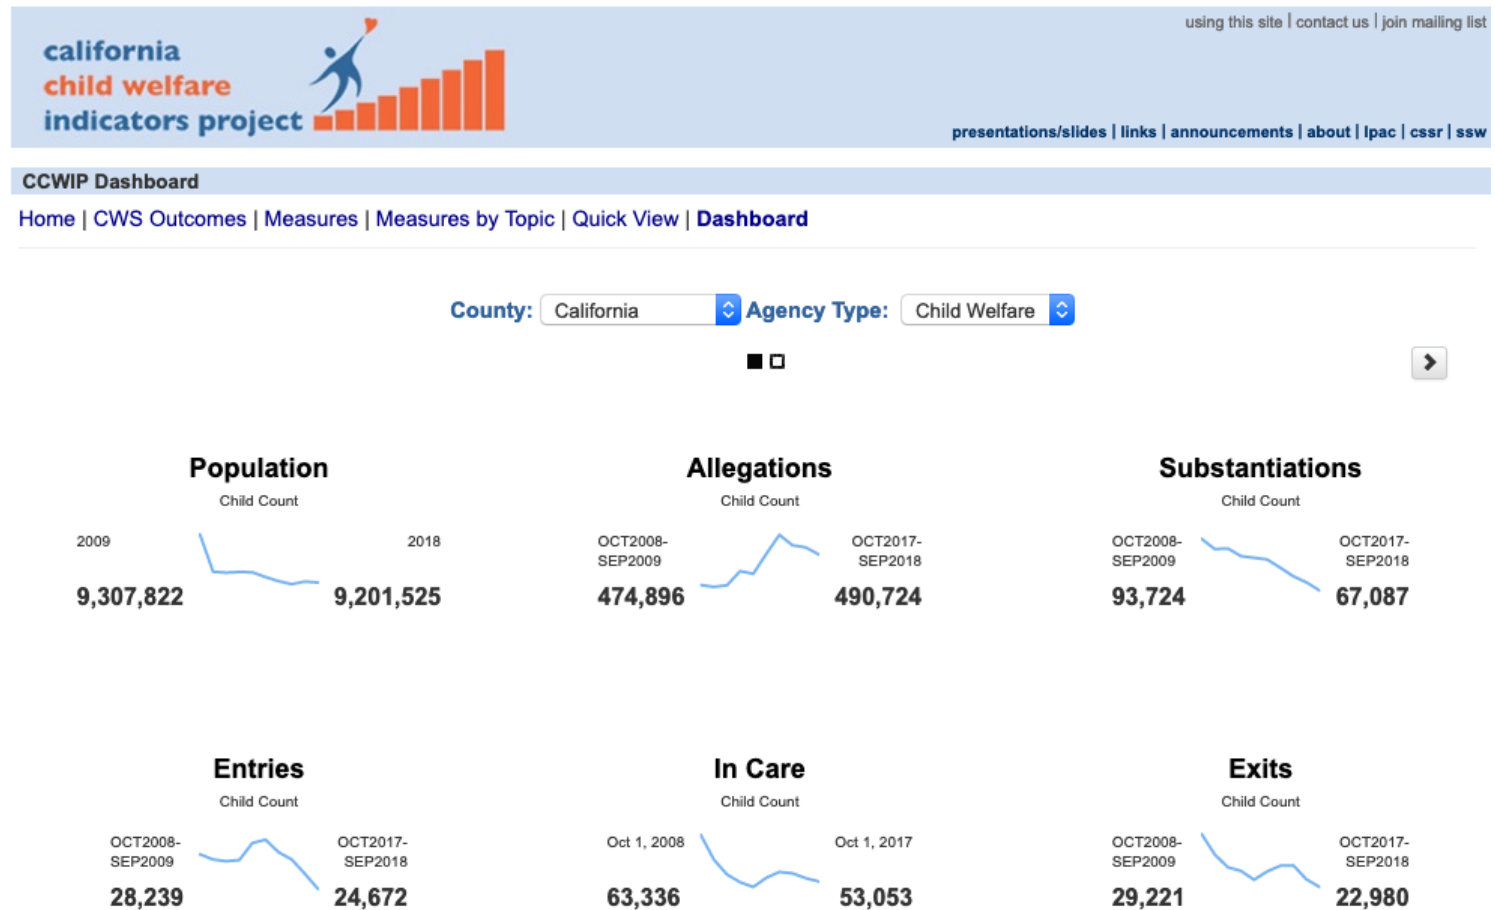 using this site | contact us | join mailing list
california
child welfare
indicators project
presentations/slides | links | announcements | about | lpac | cssr | ssw
CCWIP Dashboard
Home | CWS Outcomes | Measures | Measures by Topic | Quick View | Dashboard
County: California Agency Type: Child Welfare
Population
Child Count
2009 2018
9,307,822 9,201,525
Allegations
Child Count
OCT2008- OCT2017-
SEP2009 SEP2018
474,896 490,724
Substantiations
Child Count
OCT2008- OCT2017-
SEP2009 SEP2018
93,724 67,087
Entries
Child Count
OCT2008- OCT2017-
SEP2009 SEP2018
28,239 24,672
In Care
Child Count
Oct 1, 2008 Oct 1, 2017
63,336 53,053
Exits
Child Count
OCT2008- OCT2017-
SEP2009 SEP2018
29,221 22,980